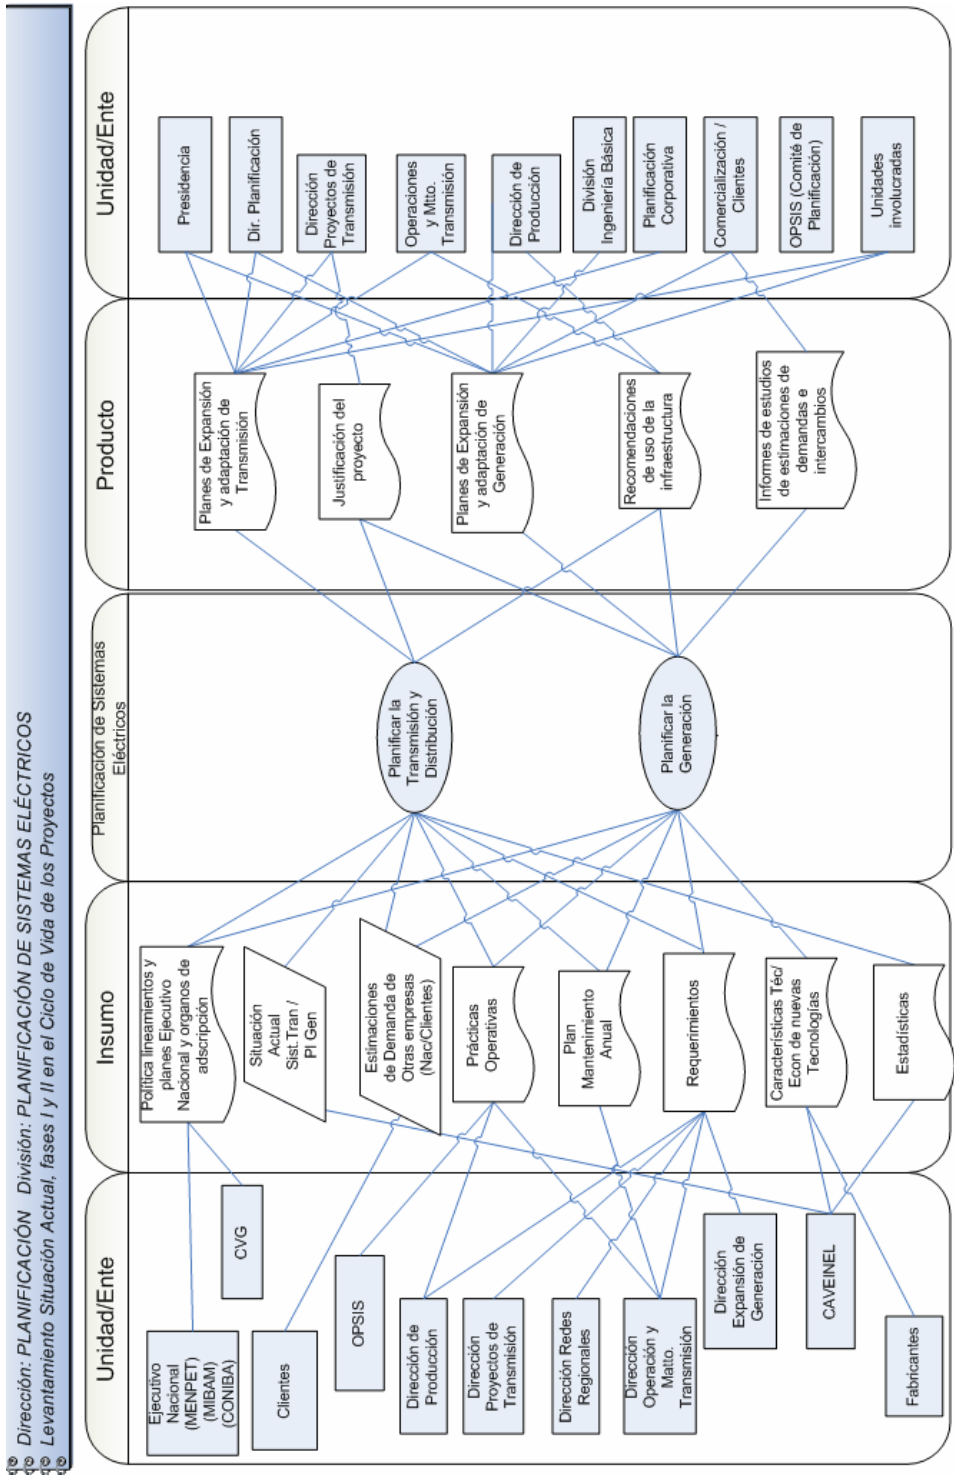 Dirección: PLANIFICACIÓN División: PLANIFICACIÓN DE SISTEMAS ELÉCTRICOS
Levantamiento Situación Actual, fases I y II en el Ciclo de Vida de los Proyectos
Unidad/Ente
Ejecutivo
Nacional
(MENPET)
(MIBAM)
(CONIBA)
CVG
Clientes
OPSIS
Dirección de
Producción
Dirección
Proyectos de
Transmisión
Dirección Redes
Regionales
Dirección
Operación y
Matto.
Transmisión
Dirección
Expansión de
Generación
CAVEINEL
Fabricantes
Insumo
Política lineamientos y
planes Ejecutivo
Nacional y organos de
adscripción
Situación
Actual
Sist.Tran /
Pl Gen
Estimaciones
de Demanda de
Otras empresas
(Nac/Clientes)
Prácticas
Operativas
Plan
Mantenimiento
Anual
Requerimientos
Características Téc/
Econ de nuevas
Tecnologías
Estadísticas
Planificación de Sistemas
Eléctricos
Planificar la
Transmisión y
Distribución
Planificar la
Generación
Producto
Planes de Expansión
y adaptación de
Transmisión
Justificación del
proyecto
Planes de Expansión
y adaptación de
Generación
Recomendaciones
de uso de la
infraestructura
Informes de estudios
de estimaciones de
demandas e
intercambios
Unidad/Ente
Presidencia
Dir. Planificación
Dirección
Proyectos de
Transmisión
Operaciones
y Mtto.
Transmisión
Dirección de
Producción
División
Ingeniería Básica
Planificación
Corporativa
Comercialización /
Clientes
OPSIS (Comité de
Planificación)
Unidades
involucradas